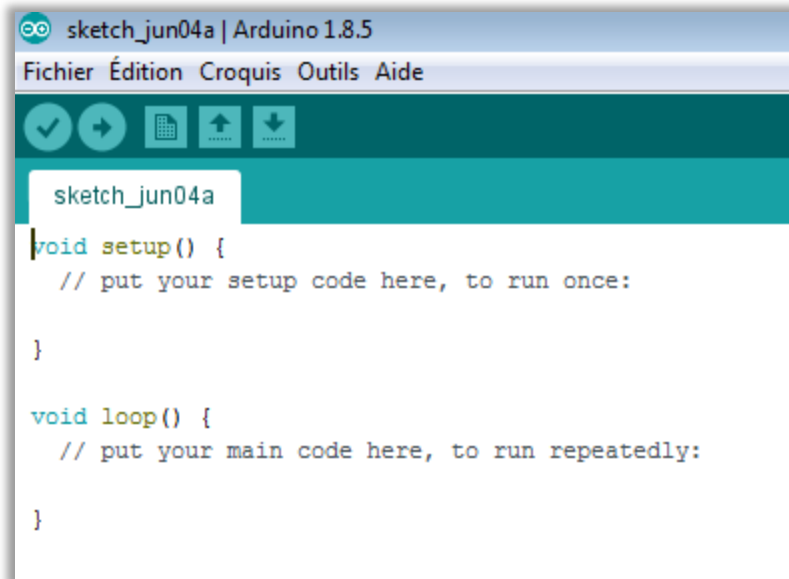 sketch_jun04a | Arduino 1.8.5
Fichier Édition Croquis Outils Aide
sketch_jun04a
void setup() {
  // put your setup code here, to run once:
}
void loop() {
  // put your main code here, to run repeatedly:
}